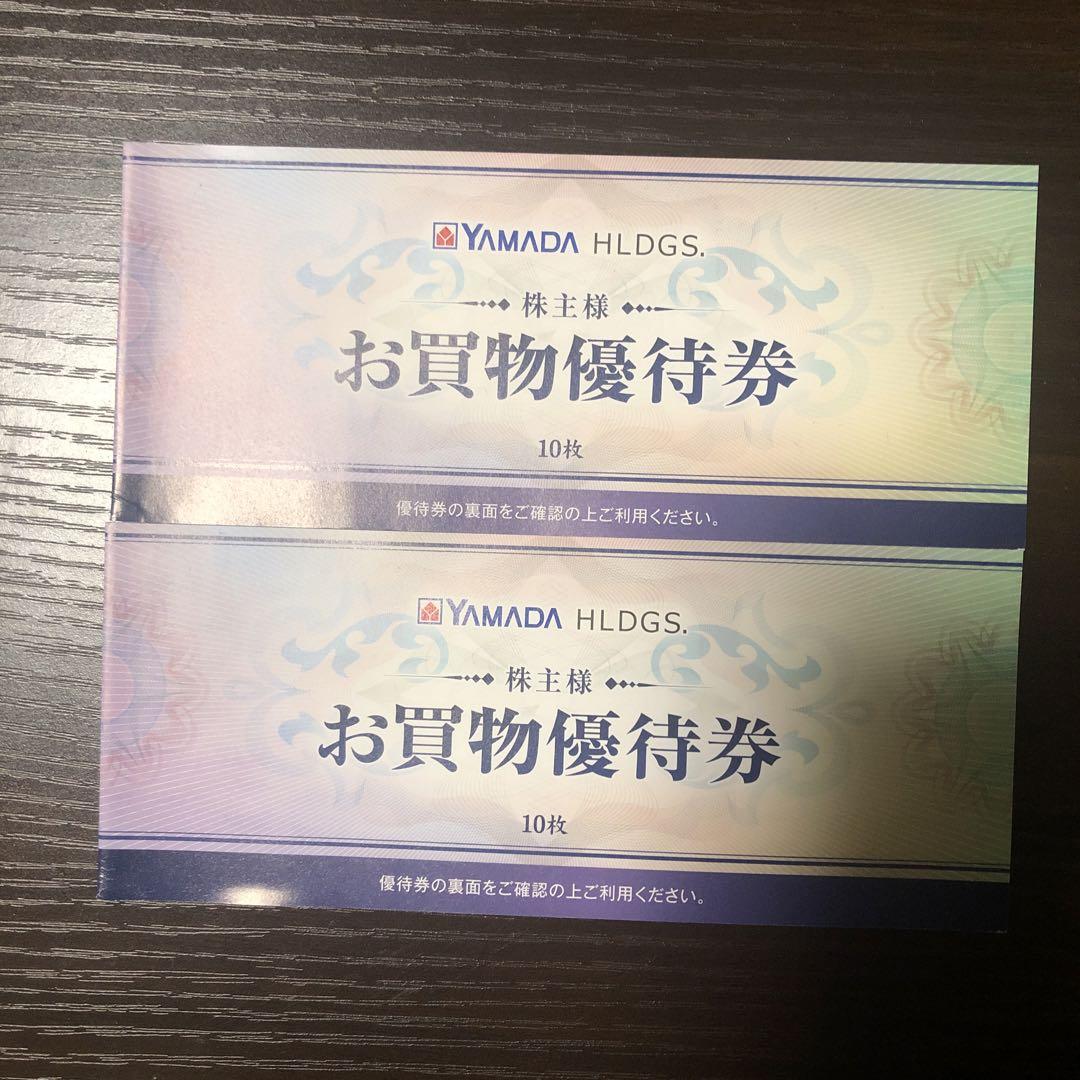 YAMADA HLDGS.
株主様
お買物優待券
10枚
優待券の裏面をご確認の上ご利用ください。
YAMADA HLDGS.
株主様
お買物優待券
10枚
優待券の裏面をご確認の上ご利用ください。